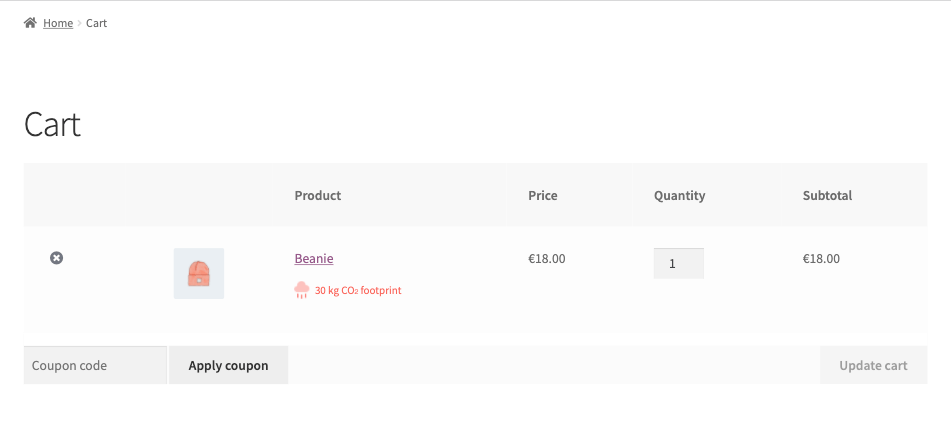 Home › Cart
Cart
Product Price Quantity Subtotal
Beanie €18.00 1 €18.00
30 kg CO₂ footprint
Coupon code Apply coupon Update cart